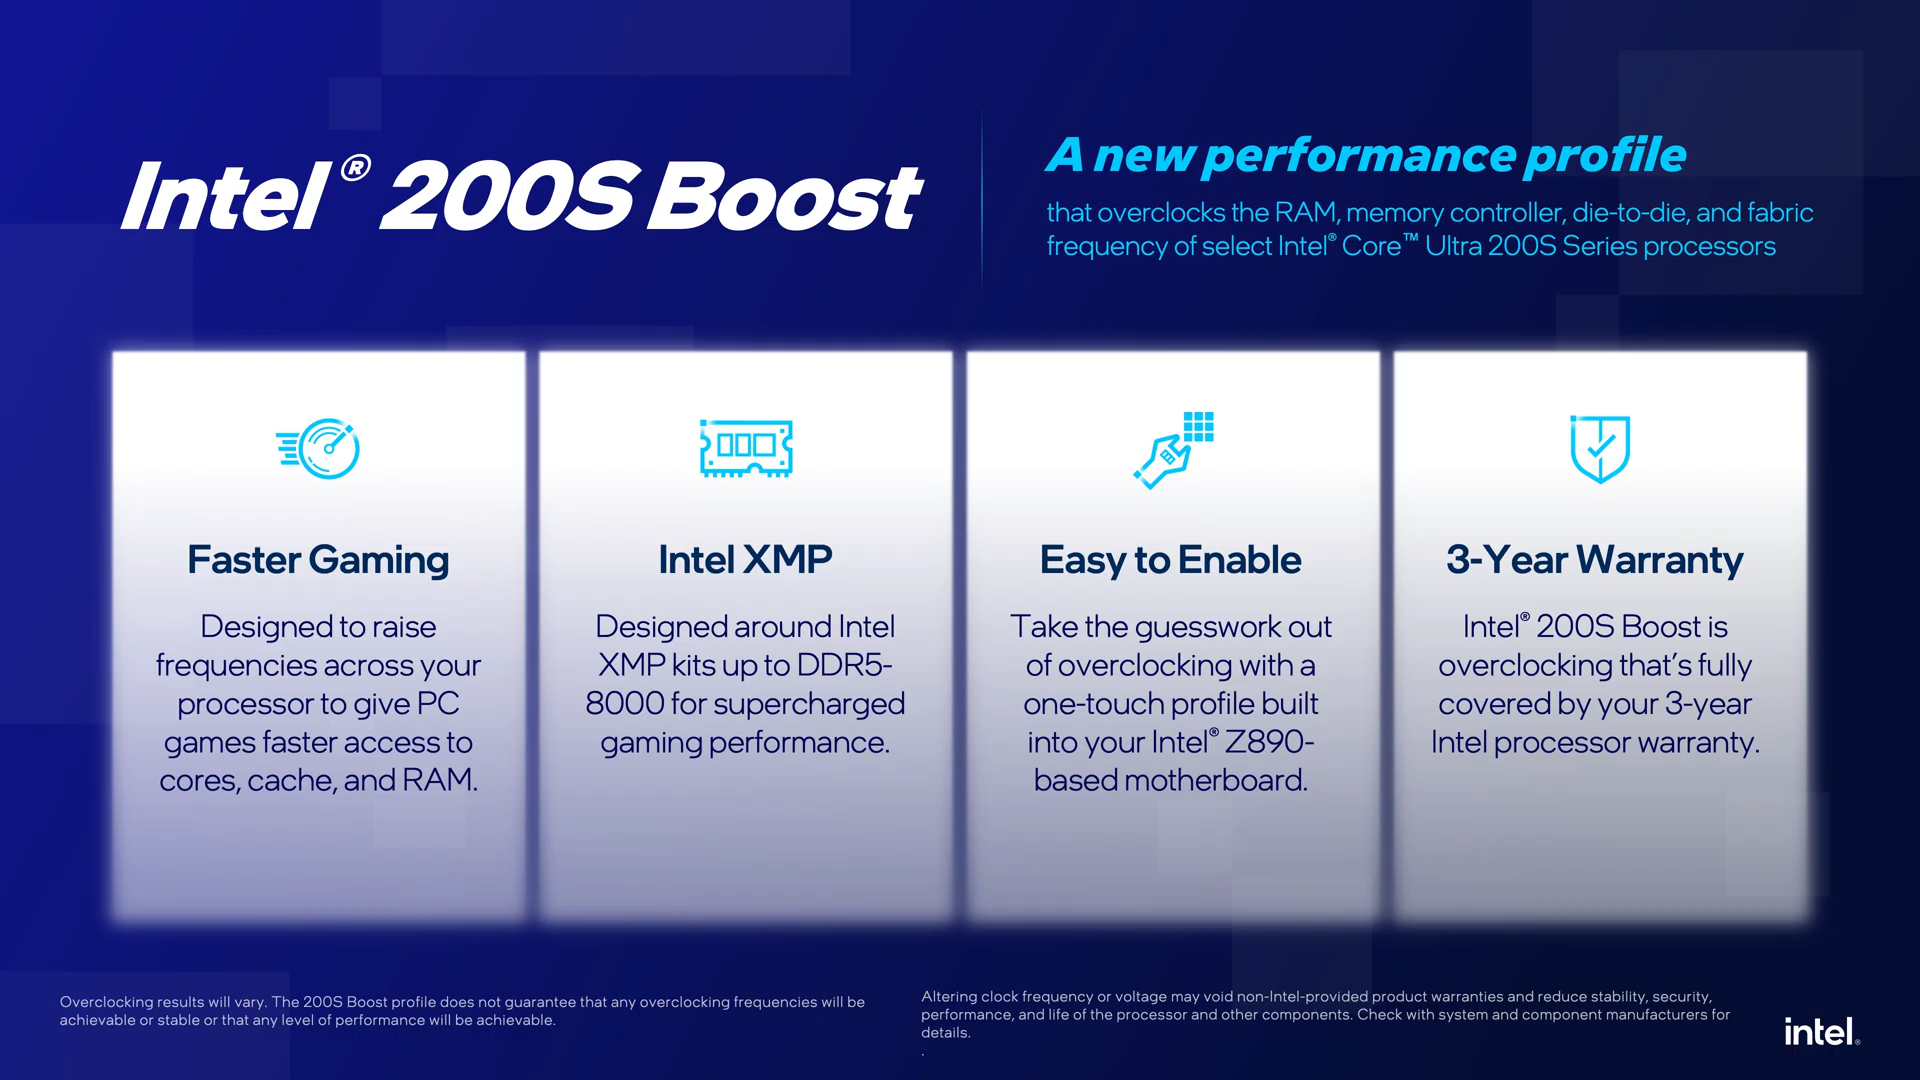 Intel® 200S Boost
A new performance profile
that overclocks the RAM, memory controller, die-to-die, and fabric
frequency of select Intel® Core™ Ultra 200S Series processors
Faster Gaming
Designed to raise
frequencies across your
processor to give PC
games faster access to
cores, cache, and RAM.
Intel XMP
Designed around Intel
XMP kits up to DDR5-
8000 for supercharged
gaming performance.
Easy to Enable
Take the guesswork out
of overclocking with a
one-touch profile built
into your Intel® Z890-
based motherboard.
3-Year Warranty
Intel® 200S Boost is
overclocking that’s fully
covered by your 3-year
Intel processor warranty.
Overclocking results will vary. The 200S Boost profile does not guarantee that any overclocking frequencies will be
achievable or stable or that any level of performance will be achievable.
Altering clock frequency or voltage may void non-Intel-provided product warranties and reduce stability, security,
performance, and life of the processor and other components. Check with system and component manufacturers for
details.
.
intel®